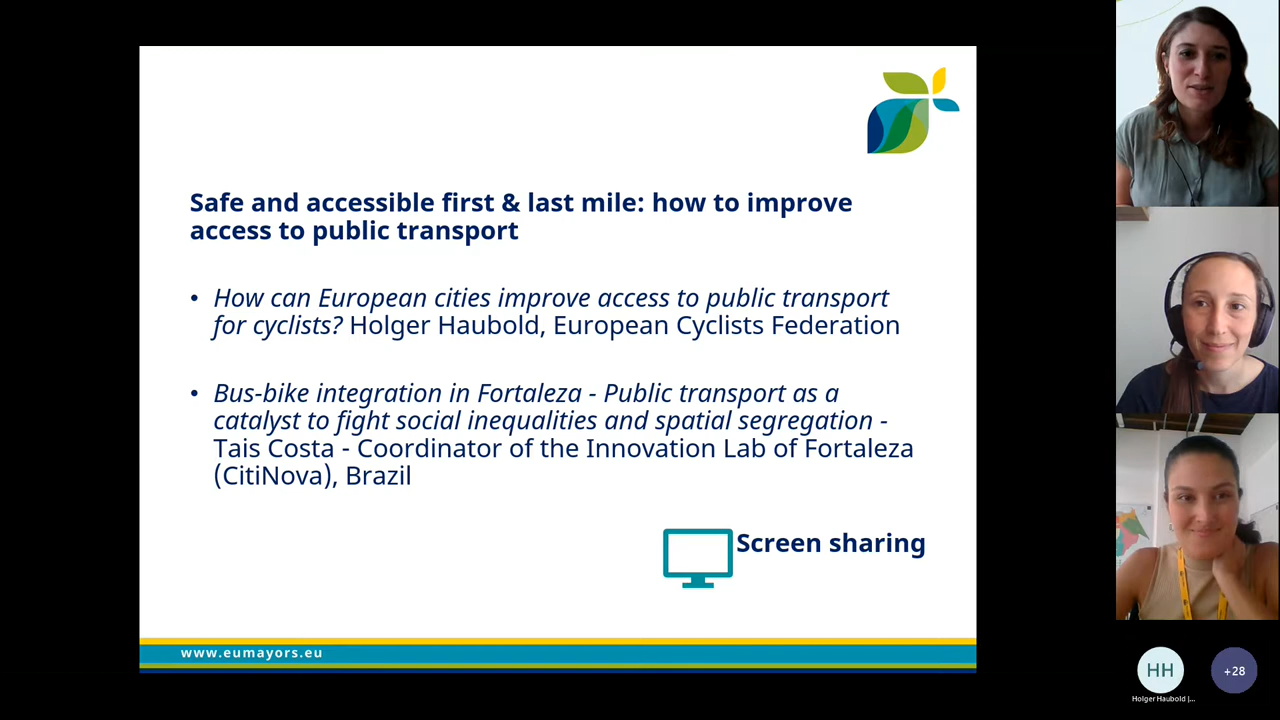 Safe and accessible first & last mile: how to improve
access to public transport
• How can European cities improve access to public transport
for cyclists? Holger Haubold, European Cyclists Federation
• Bus-bike integration in Fortaleza - Public transport as a
catalyst to fight social inequalities and spatial segregation -
Tais Costa - Coordinator of the Innovation Lab of Fortaleza
(CitiNova), Brazil
Screen sharing
www.eumayors.eu
HH
+28
Holger Haubold |...